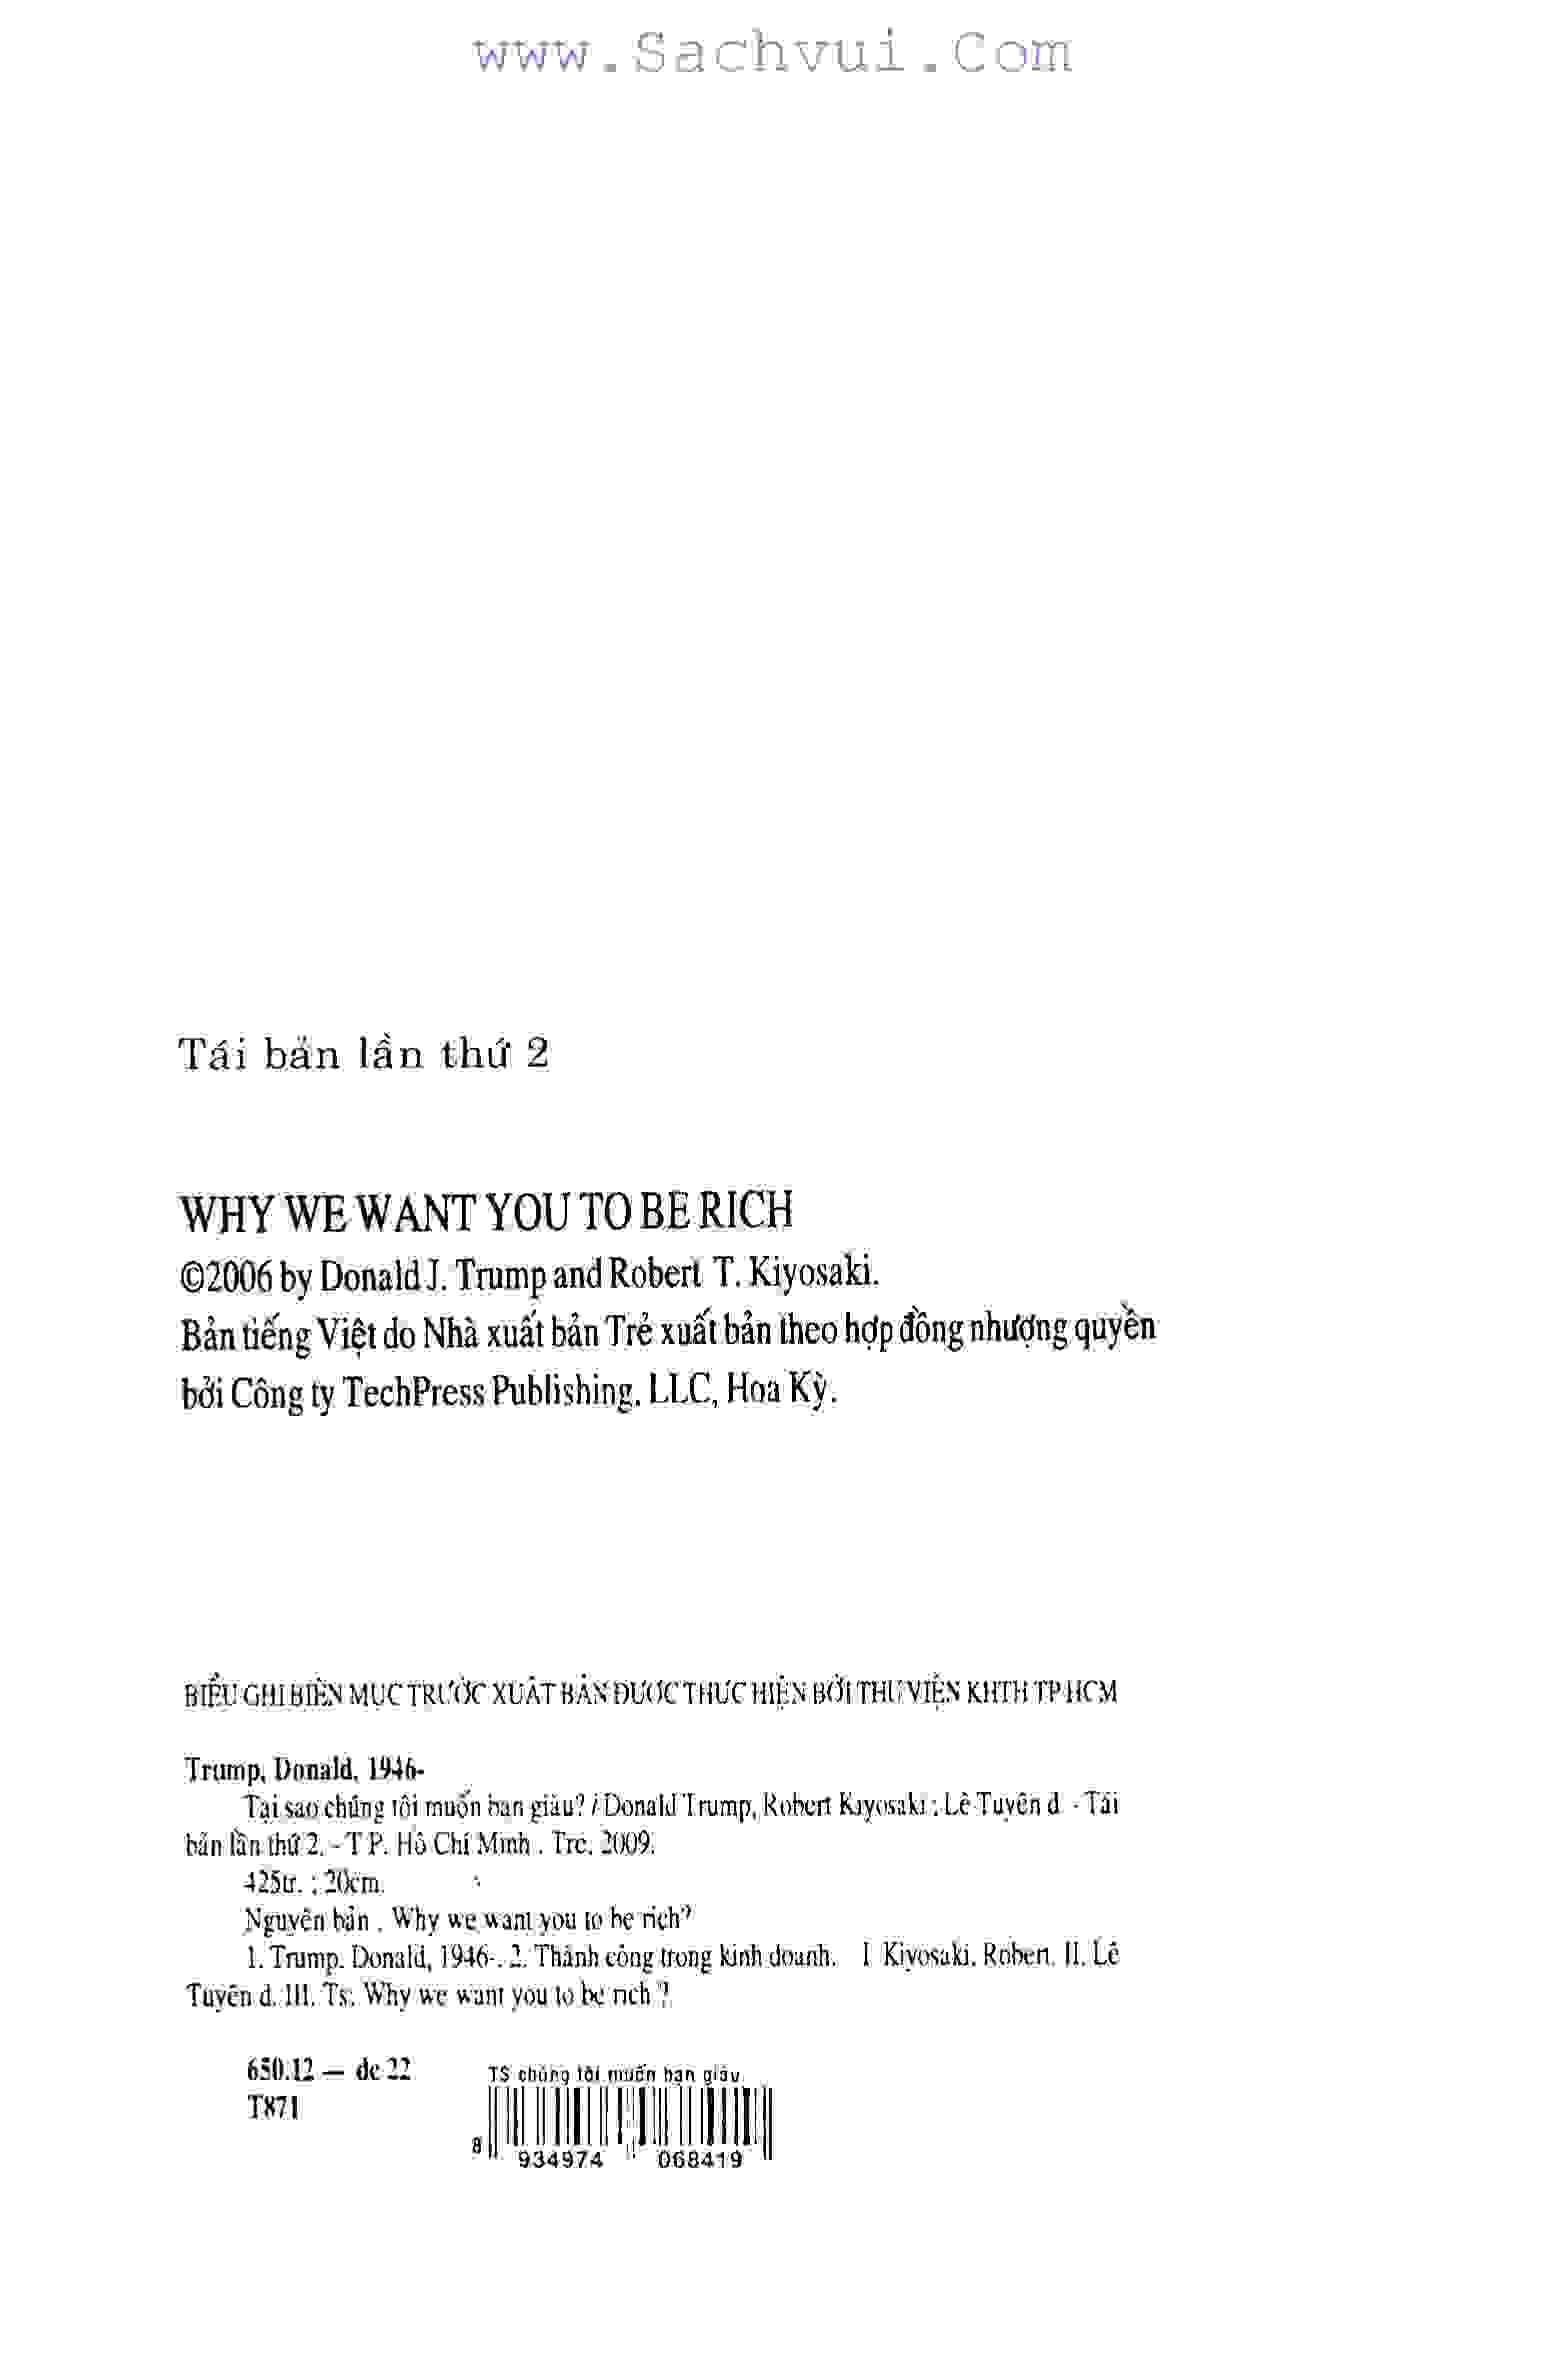 www.Sachvui.Com
Tái bản lần thứ 2
WHY WE WANT YOU TO BE RICH
©2006 by Donald J. Trump and Robert T. Kiyosaki.
Bản tiếng Việt do Nhà xuất bản Trẻ xuất bản theo hợp đồng nhượng quyền
bởi Công ty TechPress Publishing, LLC, Hoa Kỳ.
BIỂU GHI BIÊN MỤC TRƯỚC XUẤT BẢN ĐƯỢC THỰC HIỆN BỞI THƯ VIỆN KHTH TP.HCM
Trump, Donald, 1946-
Tại sao chúng tôi muốn bạn giàu? / Donald Trump, Robert Kiyosaki ; Lê Tuyên d. - Tái
bản lần thứ 2. - T.P. Hồ Chí Minh : Trẻ, 2009.
425tr. ; 20cm.
Nguyên bản : Why we want you to be rich?
1. Trump, Donald, 1946-. 2. Thành công trong kinh doanh. I. Kiyosaki, Robert. II. Lê
Tuyên d. III. Ts: Why we want you to be rich ?
650.12 — dc 22
T871
TS chúng tôi muốn bạn giàu
8 934974 068419